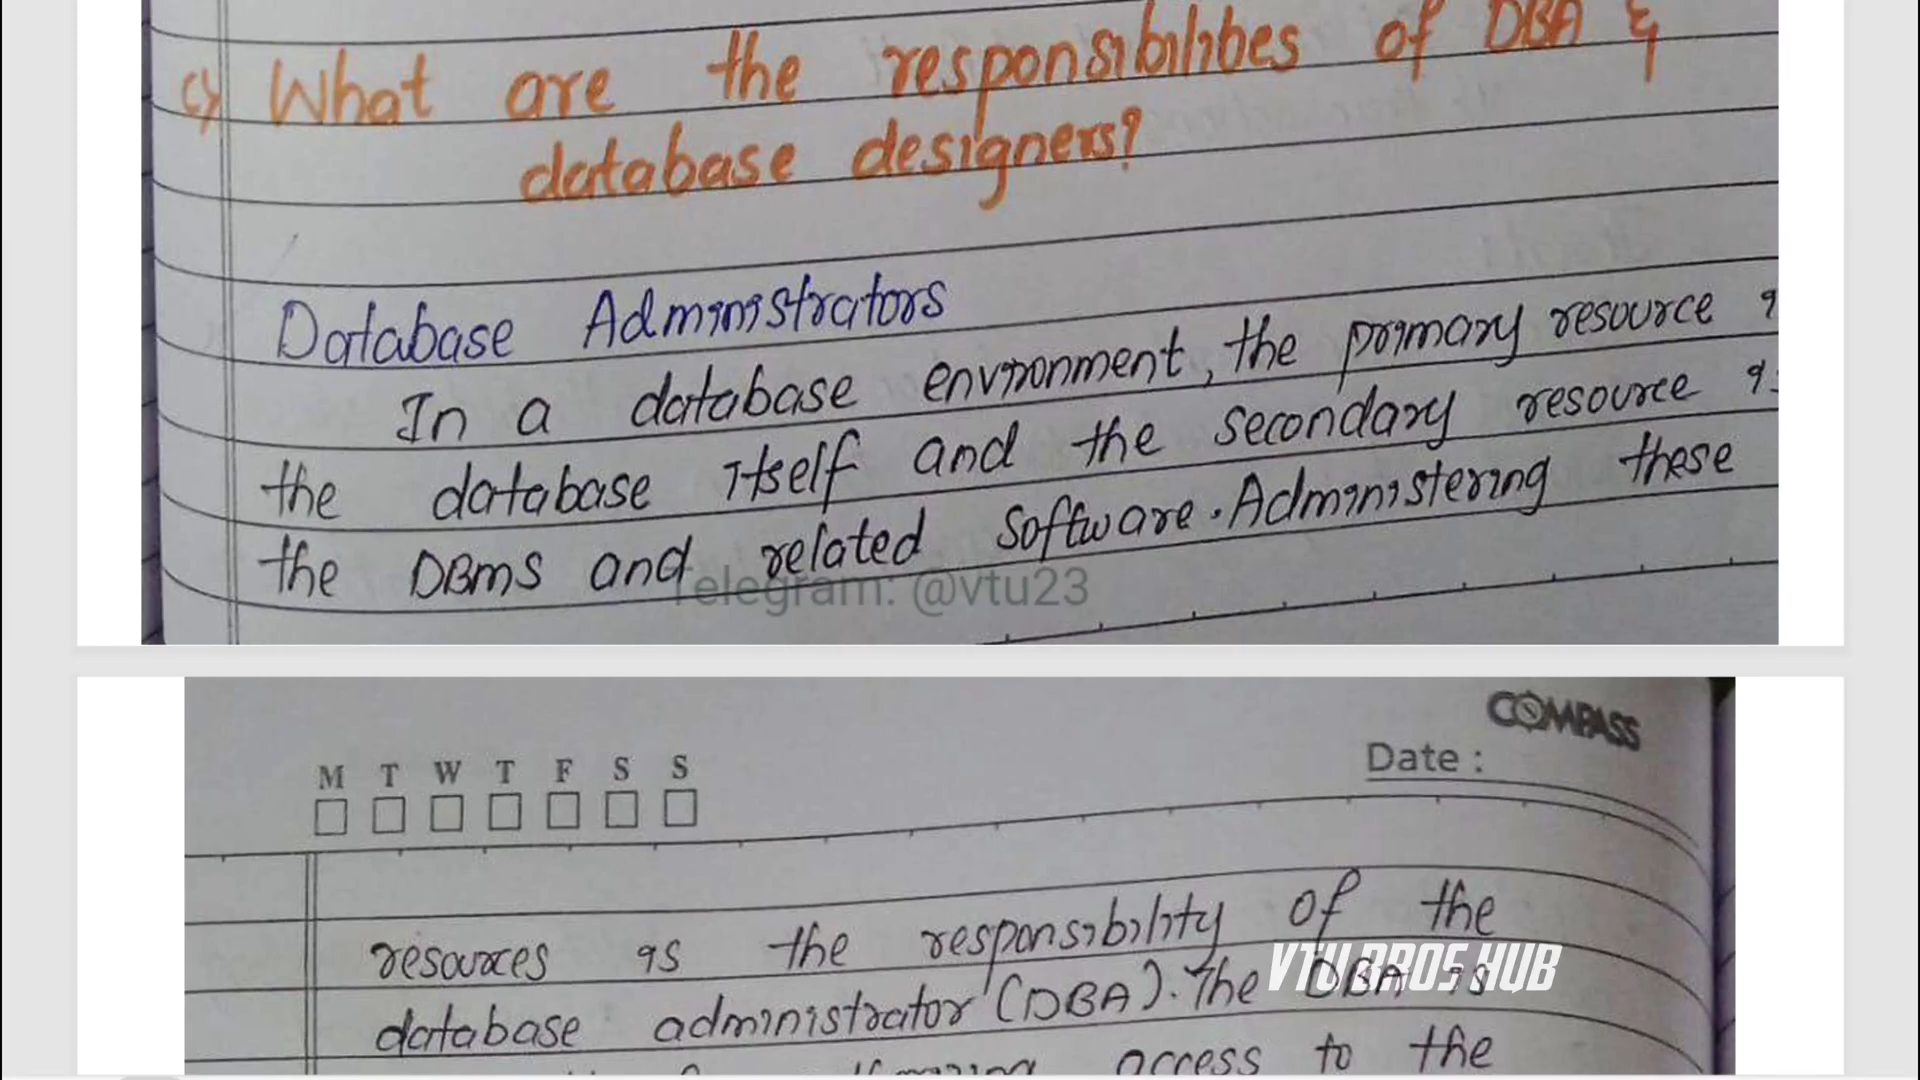 c) What are the responsibilities of DBA &
database designers?
Database Administrators
In a database environment, the primary resource
the database itself and the secondary resource
the DBMS and related software. Administering these
Telegram: @vtu23
COMPASS
Date :
M T W T F S S
resources is the responsibility of the
VTU BROS HUB
database administrator (DBA). The DBA is
access to the